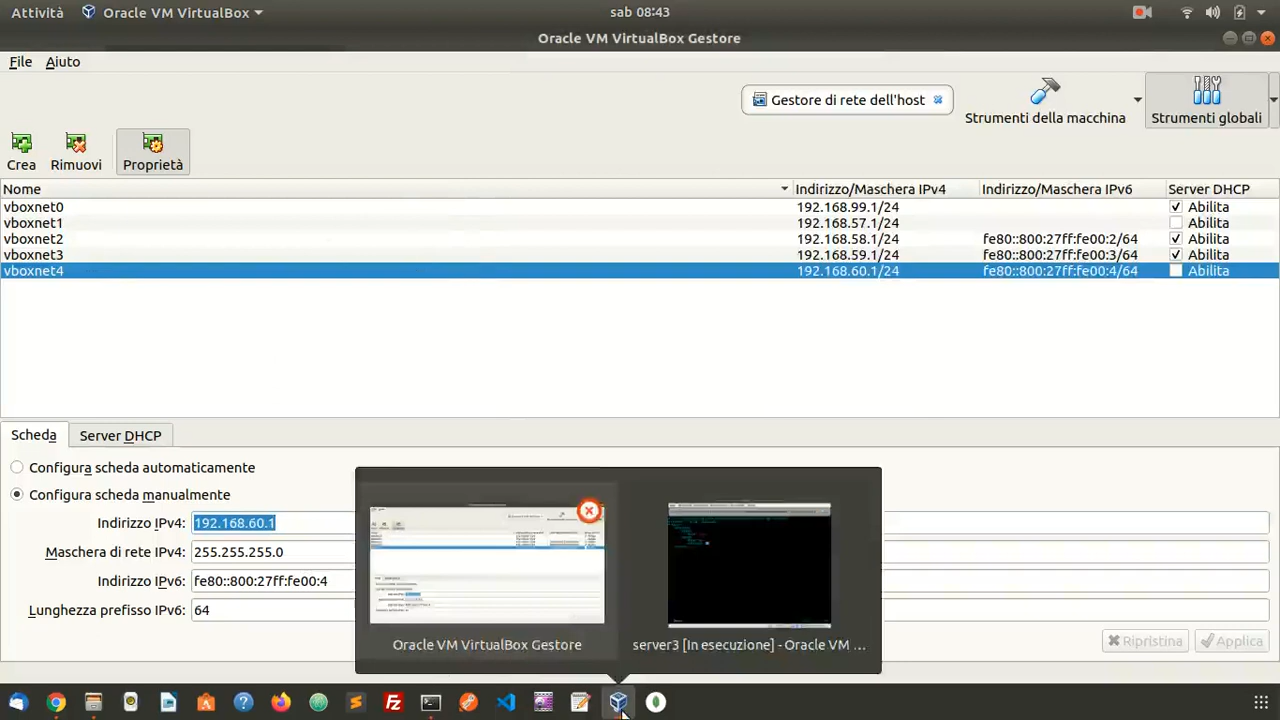 Attività Oracle VM VirtualBox sab 08:43
Oracle VM VirtualBox Gestore
File Aiuto
Gestore di rete dell'host Strumenti della macchina Strumenti globali
Crea Rimuovi Proprietà
Nome Indirizzo/Maschera IPv4 Indirizzo/Maschera IPv6 Server DHCP
vboxnet0 192.168.99.1/24 Abilita
vboxnet1 192.168.57.1/24 Abilita
vboxnet2 192.168.58.1/24 fe80::800:27ff:fe00:2/64 Abilita
vboxnet3 192.168.59.1/24 fe80::800:27ff:fe00:3/64 Abilita
vboxnet4 192.168.60.1/24 fe80::800:27ff:fe00:4/64 Abilita
Scheda Server DHCP
Configura scheda automaticamente
Configura scheda manualmente
Indirizzo IPv4: 192.168.60.1
Maschera di rete IPv4: 255.255.255.0
Indirizzo IPv6: fe80::800:27ff:fe00:4
Lunghezza prefisso IPv6: 64
Ripristina Applica
Oracle VM VirtualBox Gestore server3 [In esecuzione] - Oracle VM ...